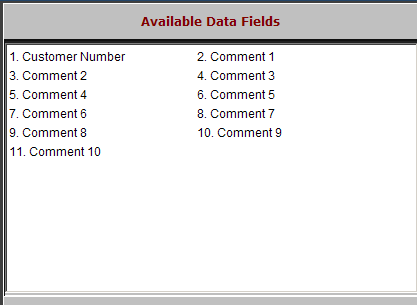 Available Data Fields
1. Customer Number 2. Comment 1
3. Comment 2 4. Comment 3
5. Comment 4 6. Comment 5
7. Comment 6 8. Comment 7
9. Comment 8 10. Comment 9
11. Comment 10